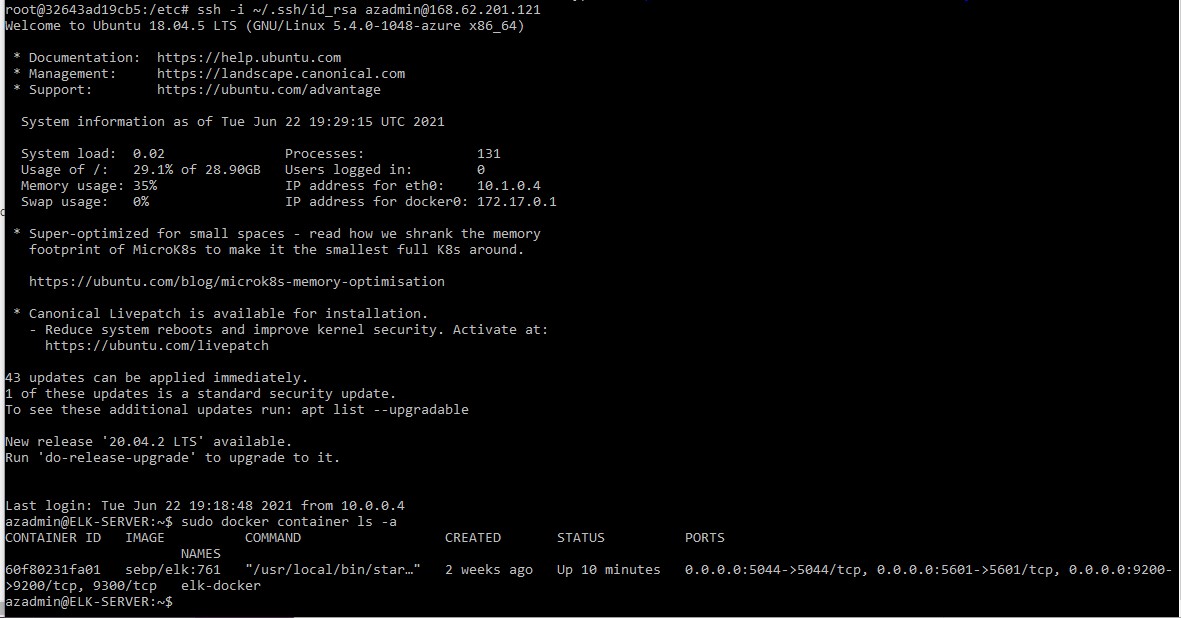 root@32643ad19cb5:/etc# ssh -i ~/.ssh/id_rsa azadmin@168.62.201.121
Welcome to Ubuntu 18.04.5 LTS (GNU/Linux 5.4.0-1048-azure x86_64)
* Documentation:  https://help.ubuntu.com
* Management:     https://landscape.canonical.com
* Support:        https://ubuntu.com/advantage
System information as of Tue Jun 22 19:29:15 UTC 2021
System load:  0.02               Processes:              131
Usage of /:   29.1% of 28.90GB   Users logged in:        0
Memory usage: 35%                IP address for eth0:    10.1.0.4
Swap usage:   0%                 IP address for docker0: 172.17.0.1
* Super-optimized for small spaces - read how we shrank the memory
footprint of MicroK8s to make it the smallest full K8s around.
https://ubuntu.com/blog/microk8s-memory-optimisation
* Canonical Livepatch is available for installation.
- Reduce system reboots and improve kernel security. Activate at:
https://ubuntu.com/livepatch
43 updates can be applied immediately.
1 of these updates is a standard security update.
To see these additional updates run: apt list --upgradable
New release '20.04.2 LTS' available.
Run 'do-release-upgrade' to upgrade to it.
Last login: Tue Jun 22 19:18:48 2021 from 10.0.0.4
azadmin@ELK-SERVER:~$ sudo docker container ls -a
CONTAINER ID   IMAGE          COMMAND                  CREATED       STATUS          PORTS
NAMES
60f80231fa01   sebp/elk:761   "/usr/local/bin/star…"   2 weeks ago   Up 10 minutes   0.0.0.0:5044->5044/tcp, 0.0.0.0:5601->5601/tcp, 0.0.0.0:9200-
>9200/tcp, 9300/tcp   elk-docker
azadmin@ELK-SERVER:~$